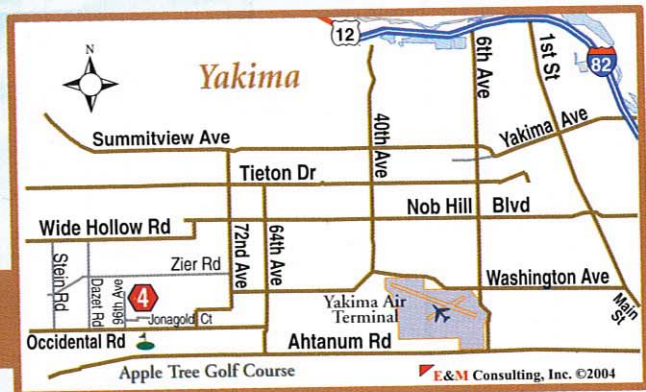 N
Yakima
12
82
6th Ave
1st St
40th Ave
Yakima Ave
Summitview Ave
Tieton Dr
Nob Hill Blvd
Wide Hollow Rd
72nd Ave
64th Ave
Stein Rd
Dazet Rd
96th Ave
Zier Rd
4
Jonagold Ct
Washington Ave
Main St
Yakima Air
Terminal
Occidental Rd
Ahtanum Rd
Apple Tree Golf Course
E&M Consulting, Inc. ©2004